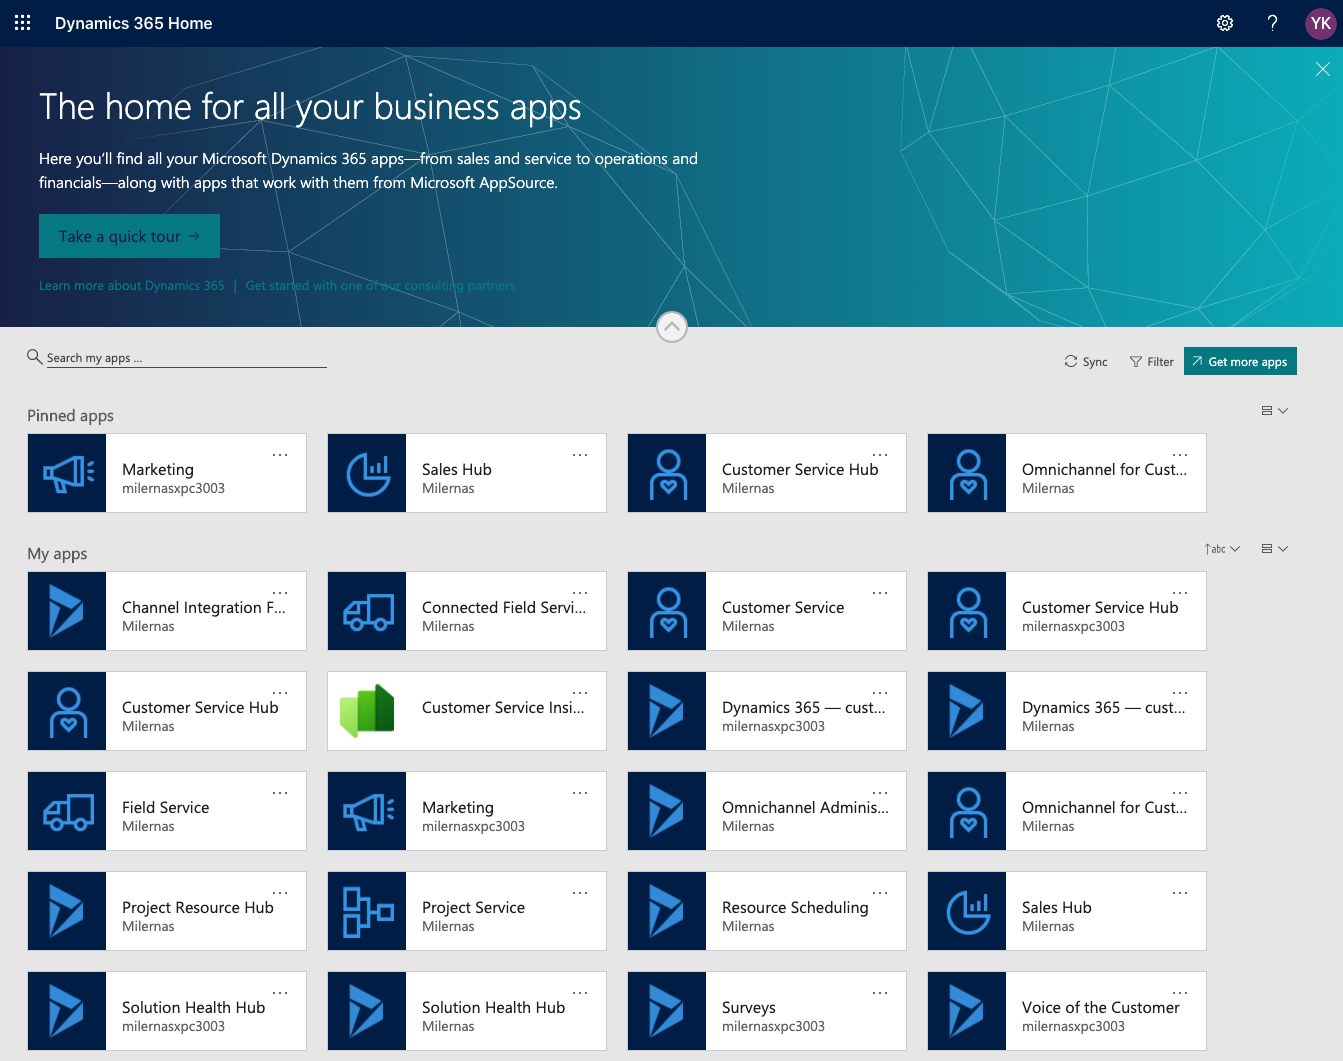 Dynamics 365 Home
YK
The home for all your business apps
Here you'll find all your Microsoft Dynamics 365 apps—from sales and service to operations and
financials—along with apps that work with them from Microsoft AppSource.
Take a quick tour →
Learn more about Dynamics 365 | Get started with one of our consulting partners
Search my apps ...
Sync
Filter
Get more apps
Pinned apps
Marketing
milernasxpc3003
Sales Hub
Milernas
Customer Service Hub
Milernas
Omnichannel for Cust...
Milernas
My apps
↑abc
Channel Integration F...
Milernas
Connected Field Servi...
Milernas
Customer Service
Milernas
Customer Service Hub
milernasxpc3003
Customer Service Hub
Milernas
Customer Service Insi...
Dynamics 365 — cust...
milernasxpc3003
Dynamics 365 — cust...
Milernas
Field Service
Milernas
Marketing
milernasxpc3003
Omnichannel Adminis...
Milernas
Omnichannel for Cust...
Milernas
Project Resource Hub
Milernas
Project Service
Milernas
Resource Scheduling
Milernas
Sales Hub
Milernas
Solution Health Hub
milernasxpc3003
Solution Health Hub
Milernas
Surveys
milernasxpc3003
Voice of the Customer
milernasxpc3003